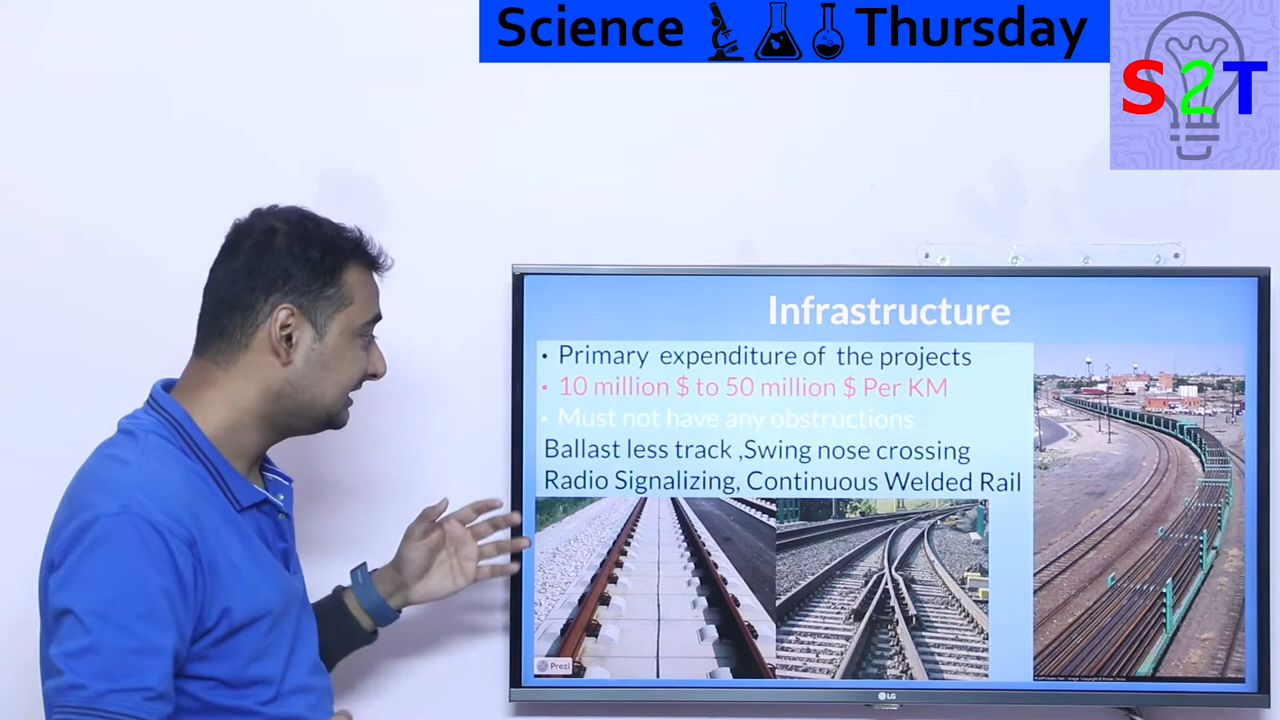 Science Thursday
S2T
Infrastructure
• Primary expenditure of the projects
• 10 million $ to 50 million $ Per KM
• Must not have any obstructions
Ballast less track ,Swing nose crossing
Radio Signalizing, Continuous Welded Rail
Prezi
LG